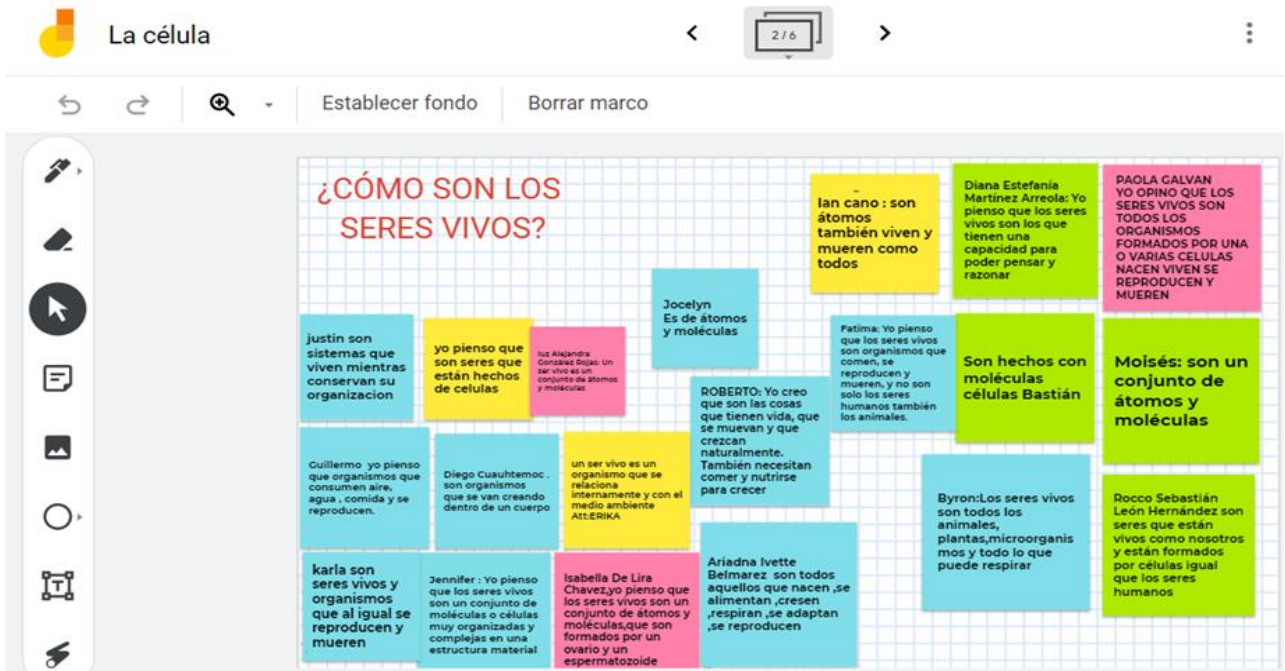 La célula
2 / 6
Establecer fondo
Borrar marco
¿CÓMO SON LOS
SERES VIVOS?
Ian cano : son
átomos
también viven y
mueren como
todos
Diana Estefanía
Martínez Arreola: Yo
pienso que los seres
vivos son los que
tienen una
capacidad para
poder pensar y
razonar
PAOLA GALVAN
YO OPINO QUE LOS
SERES VIVOS SON
TODOS LOS
ORGANISMOS
FORMADOS POR UNA
O VARIAS CELULAS
NACEN VIVEN SE
REPRODUCEN Y
MUEREN
Jocelyn
Es de átomos
y moléculas
justin son
sistemas que
viven mientras
conservan su
organizacion
yo pienso que
son seres que
están hechos
de celulas
luz Alejandra
González Rojas: Un
ser vivo es un
conjunto de átomos
y moléculas
Fatima: Yo pienso
que los seres vivos
son organismos que
comen, se
reproducen y
mueren, y no son
solo los seres
humanos también
los animales.
Son hechos con
moléculas
células Bastián
Moisés: son un
conjunto de
átomos y
moléculas
ROBERTO: Yo creo
que son las cosas
que tienen vida, que
se muevan y que
crezcan
naturalmente.
También necesitan
comer y nutrirse
para crecer
Guillermo yo pienso
que organismos que
consumen aire,
agua , comida y se
reproducen.
Diego Cuauhtemoc .
son organismos
que se van creando
dentro de un cuerpo
un ser vivo es un
organismo que se
relaciona
internamente y con el
medio ambiente
Att:ERIKA
Byron:Los seres vivos
son todos los
animales,
plantas,microorganis
mos y todo lo que
puede respirar
Rocco Sebastián
León Hernández son
seres que están
vivos como nosotros
y están formados
por células igual
que los seres
humanos
karla son
seres vivos y
organismos
que al igual se
reproducen y
mueren
Jennifer : Yo pienso
que los seres vivos
son un conjunto de
moléculas o células
muy organizadas y
complejas en una
estructura material
Isabella De Lira
Chavez,yo pienso que
los seres vivos son un
conjunto de átomos y
moléculas,que son
formados por un
ovario y un
espermatozoide
Ariadna Ivette
Belmarez son todos
aquellos que nacen ,se
alimentan ,cresen
,respiran ,se adaptan
,se reproducen